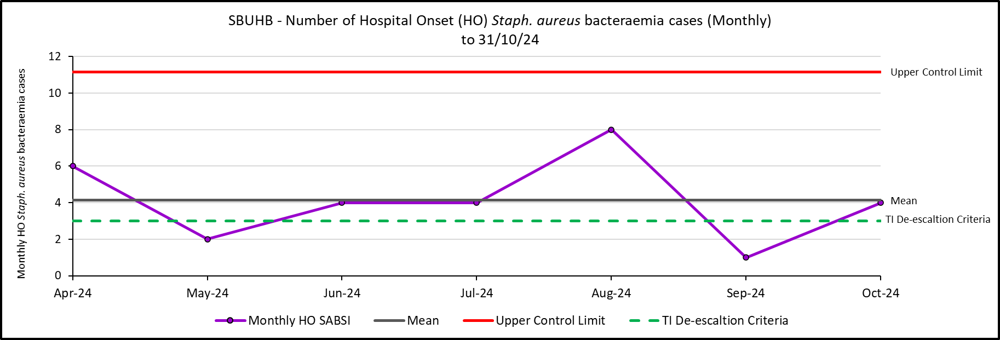 SBUHB - Number of Hospital Onset (HO) Staph. aureus bacteraemia cases (Monthly)
to 31/10/24
Monthly HO Staph. aureus bacteraemia cases
12
10
8
6
4
2
0
Upper Control Limit
Mean
TI De-escaltion Criteria
Apr-24 May-24 Jun-24 Jul-24 Aug-24 Sep-24 Oct-24
Monthly HO SABSI Mean Upper Control Limit TI De-escaltion Criteria